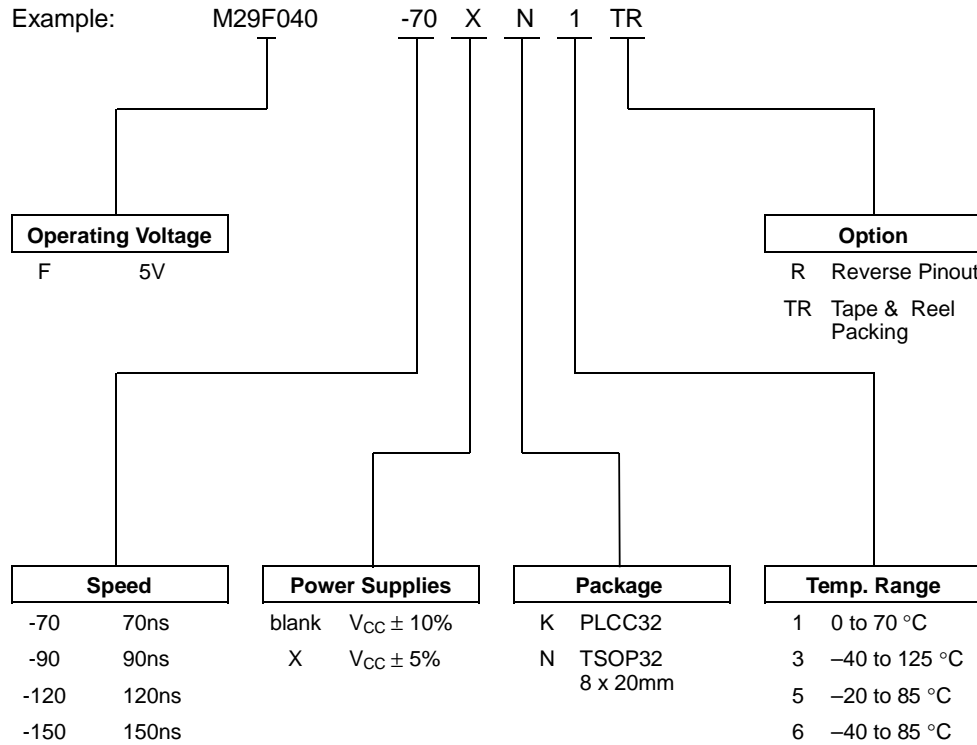 Example: M29F040 -70 X N 1 TR
Operating Voltage
F 5V
Option
R Reverse Pinout
TR Tape & Reel
Packing
Speed
-70 70ns
-90 90ns
-120 120ns
-150 150ns
Power Supplies
blank VCC ± 10%
X VCC ± 5%
Package
K PLCC32
N TSOP32
8 x 20mm
Temp. Range
1 0 to 70 °C
3 –40 to 125 °C
5 –20 to 85 °C
6 –40 to 85 °C